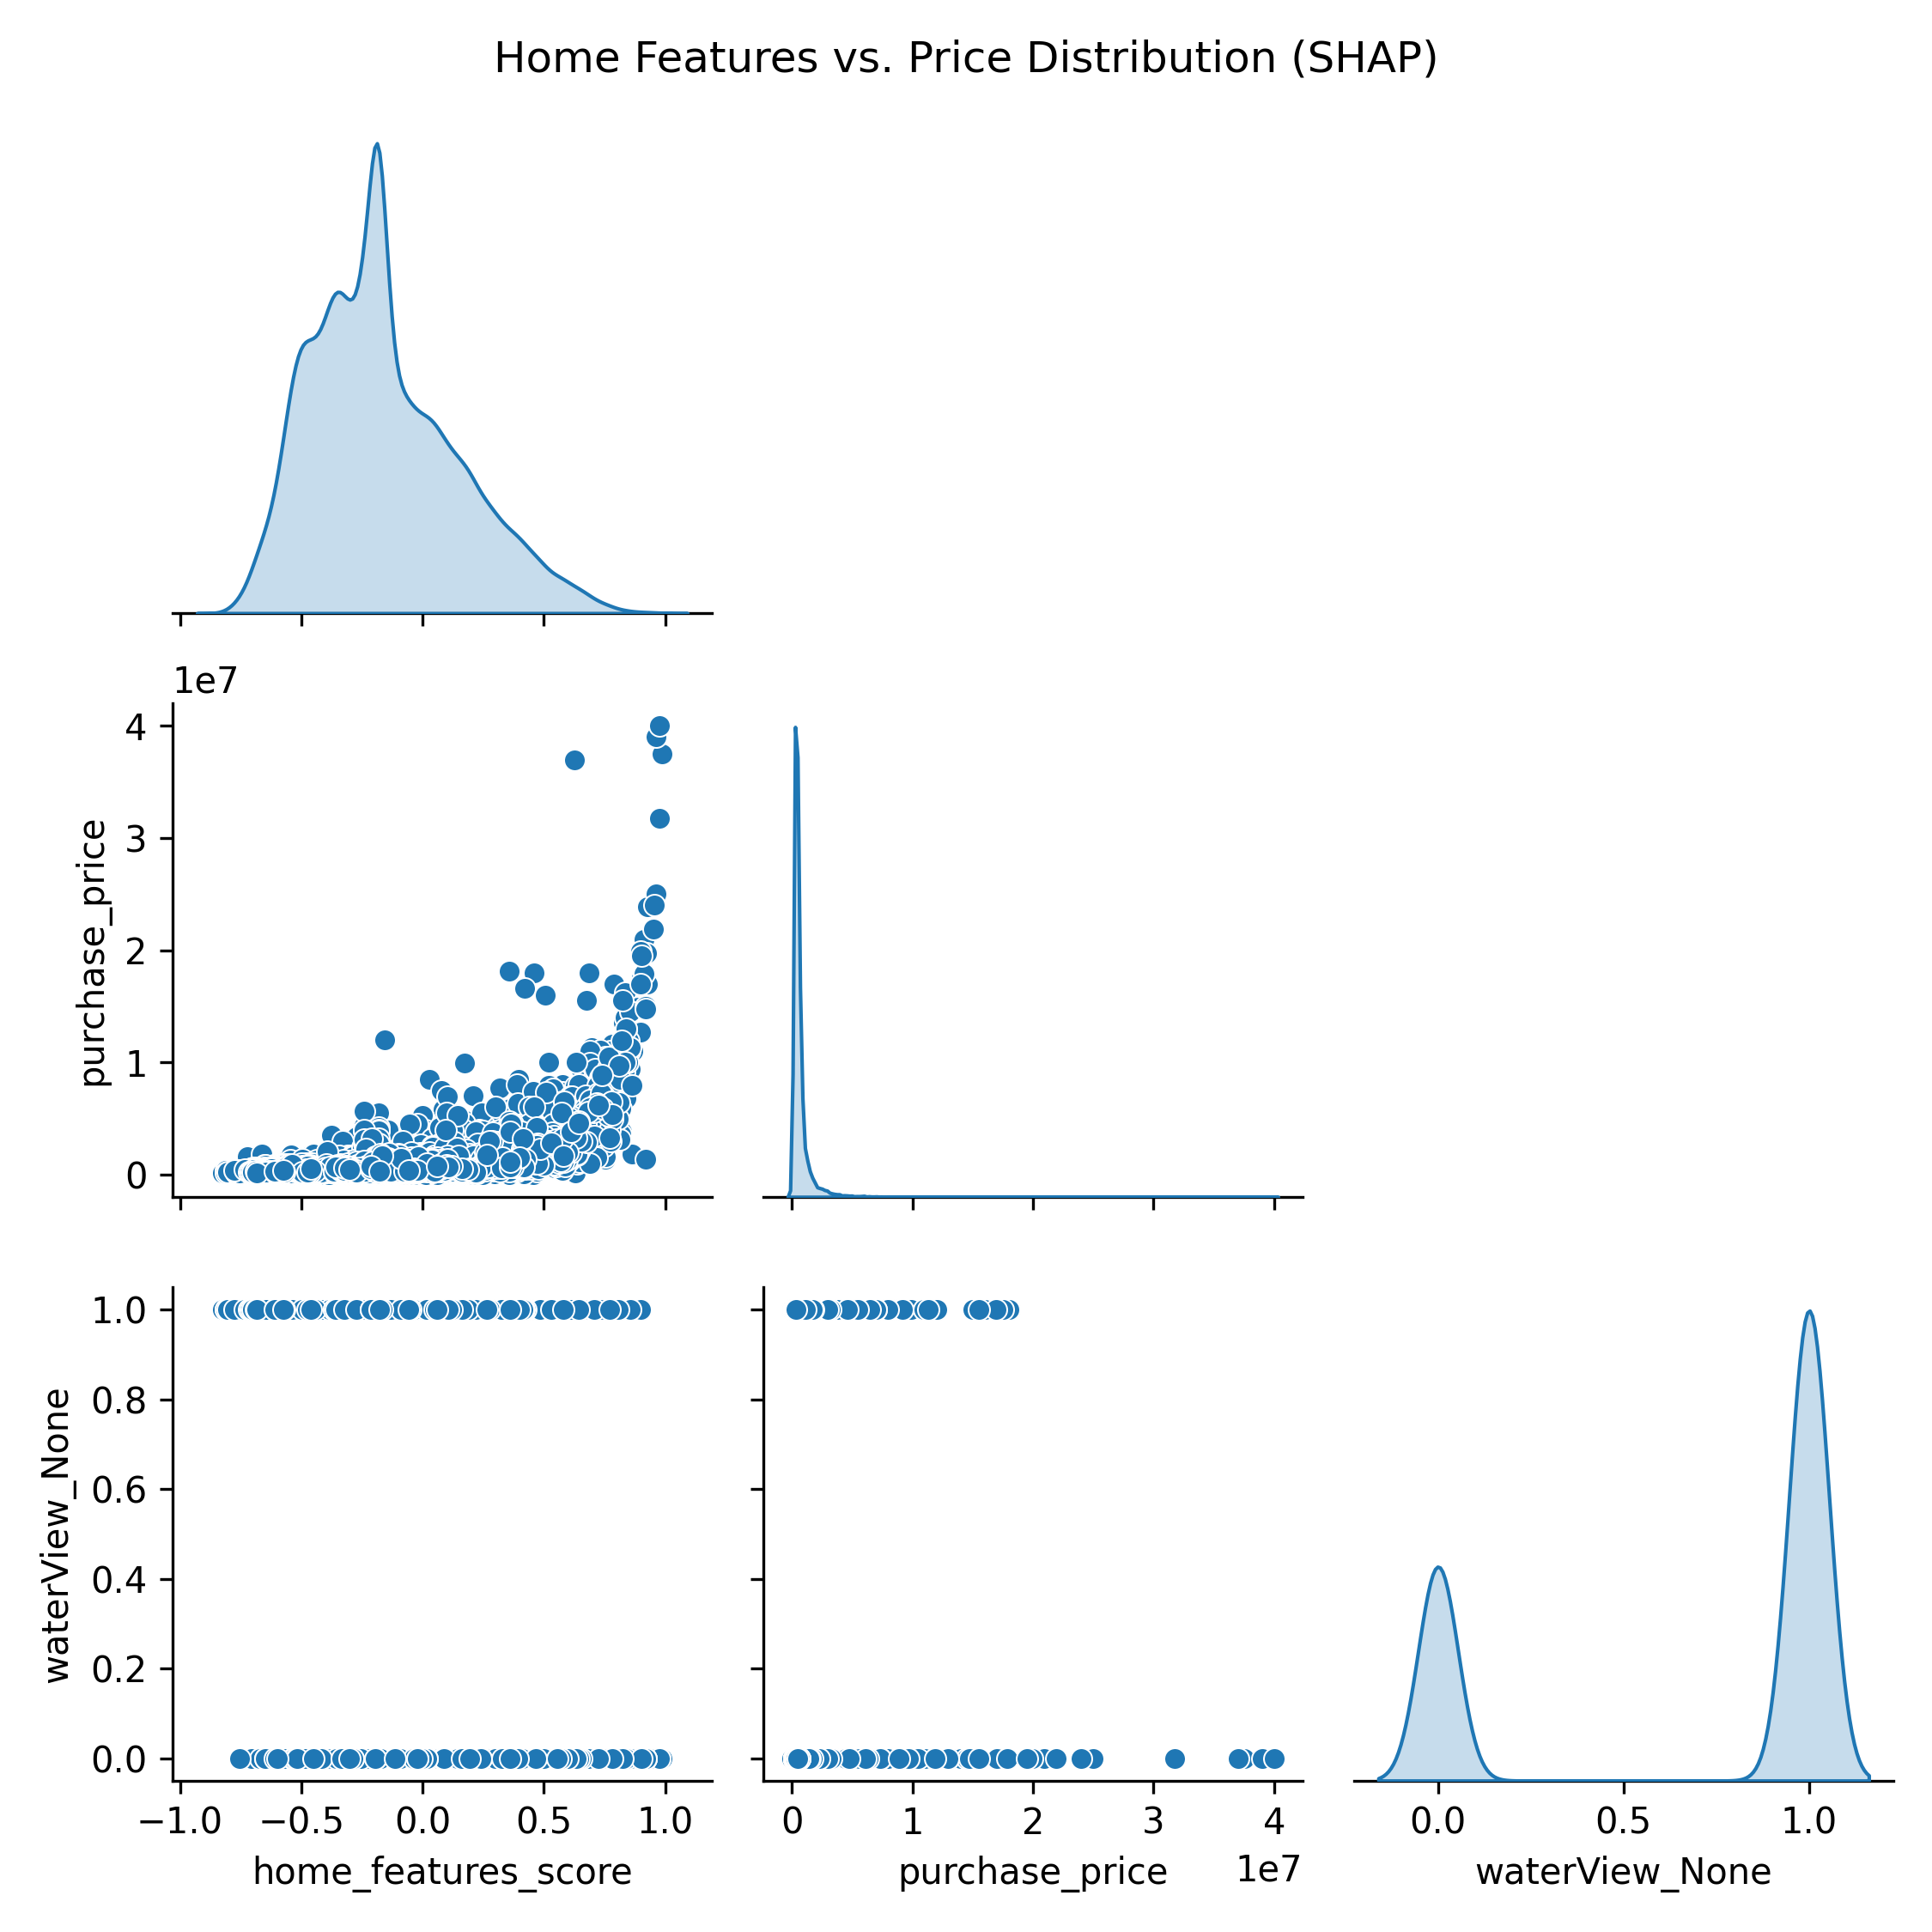 Home Features vs. Price Distribution (SHAP)
1e7
4
3
2
1
0
purchase_price
1.0
0.8
0.6
0.4
0.2
0.0
waterView_None
−1.0 −0.5 0.0 0.5 1.0
home_features_score
0 1 2 3 4
1e7
purchase_price
0.0 0.5 1.0
waterView_None